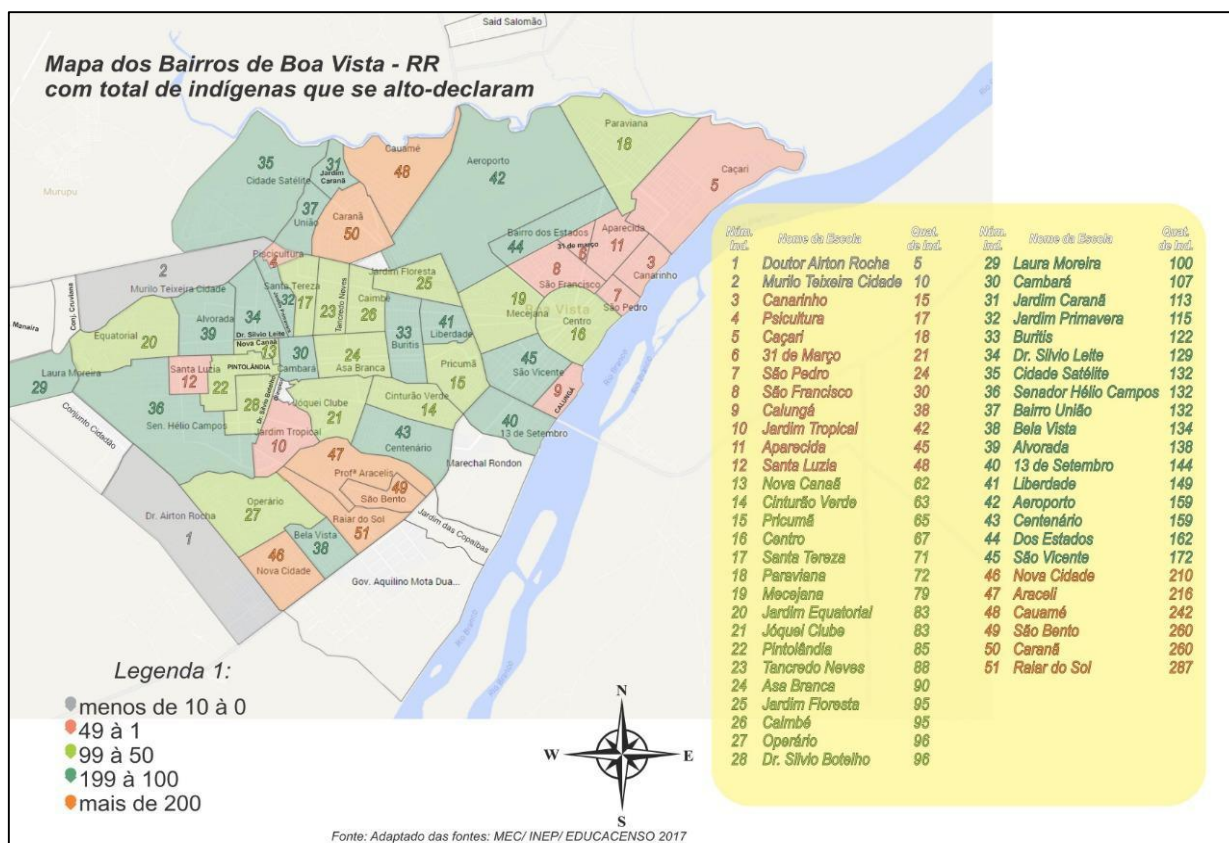 Said Salomão
Mapa dos Bairros de Boa Vista - RR
com total de indígenas que se alto-declaram
Paraviana
18
Cauamé
48
35
Cidade Satélite
31
Jardim
Caranã
Aeroporto
42
Caçari
5
Murupu
37
União
Caranã
50
Bairro dos Estados
44
31 de março
6
Aparecida
11
Piscicultura
4
8
São Francisco
3
Canarinho
2
Murilo Teixeira Cidade
Jardim Floresta
25
Santa Tereza
17
32
23
Tancredo Neves
Caimbé
26
19
Mecejana
Vista
7
São Pedro
Conj. Cruviana
Manaíra
Equatorial
20
Alvorada
39
34
Dr. Silvio Leite
Nova Canaã
13
33
Buritis
41
Liberdade
Centro
16
Laura Moreira
29
Santa Luzia
12
PINTOLÂNDIA
22
30
Cambará
24
Asa Branca
Pricumã
15
45
São Vicente
9
CALUNGÁ
Rio Branco
36
Sen. Hélio Campos
28
Dr. Silvio Botelho
Jóquei Clube
21
Cinturão Verde
14
Conjunto Cidadão
Jardim Tropical
10
43
Centenário
40
13 de Setembro
47
Profª Aracelis
49
São Bento
Marechal Rondon
Dr. Airton Rocha
1
Operário
27
Raiar do Sol
51
Jardim das Copaíbas
Bela Vista
38
46
Nova Cidade
Gov. Aquilino Mota Dua...
Rio Branco
Núm. Ind. Nome da Escola Quat. de Ind.
1 Doutor Airton Rocha 5
2 Murilo Teixeira Cidade 10
3 Canarinho 15
4 Psicultura 17
5 Caçari 18
6 31 de Março 21
7 São Pedro 24
8 São Francisco 30
9 Calungá 38
10 Jardim Tropical 42
11 Aparecida 45
12 Santa Luzia 48
13 Nova Canaã 62
14 Cinturão Verde 63
15 Pricumã 65
16 Centro 67
17 Santa Tereza 71
18 Paraviana 72
19 Mecejana 79
20 Jardim Equatorial 83
21 Jóquei Clube 83
22 Pintolândia 85
23 Tancredo Neves 88
24 Asa Branca 90
25 Jardim Floresta 95
26 Caimbé 95
27 Operário 96
28 Dr. Silvio Botelho 96
Núm. Ind. Nome da Escola Quat. de Ind.
29 Laura Moreira 100
30 Cambará 107
31 Jardim Caranã 113
32 Jardim Primavera 115
33 Buritis 122
34 Dr. Silvio Leite 129
35 Cidade Satélite 132
36 Senador Hélio Campos 132
37 Bairro União 132
38 Bela Vista 134
39 Alvorada 138
40 13 de Setembro 144
41 Liberdade 149
42 Aeroporto 159
43 Centenário 159
44 Dos Estados 162
45 São Vicente 172
46 Nova Cidade 210
47 Araceli 216
48 Cauamé 242
49 São Bento 260
50 Caranã 260
51 Raiar do Sol 287
Legenda 1:
menos de 10 à 0
49 à 1
99 à 50
199 à 100
mais de 200
N
W E
S
Fonte: Adaptado das fontes: MEC/ INEP/ EDUCACENSO 2017